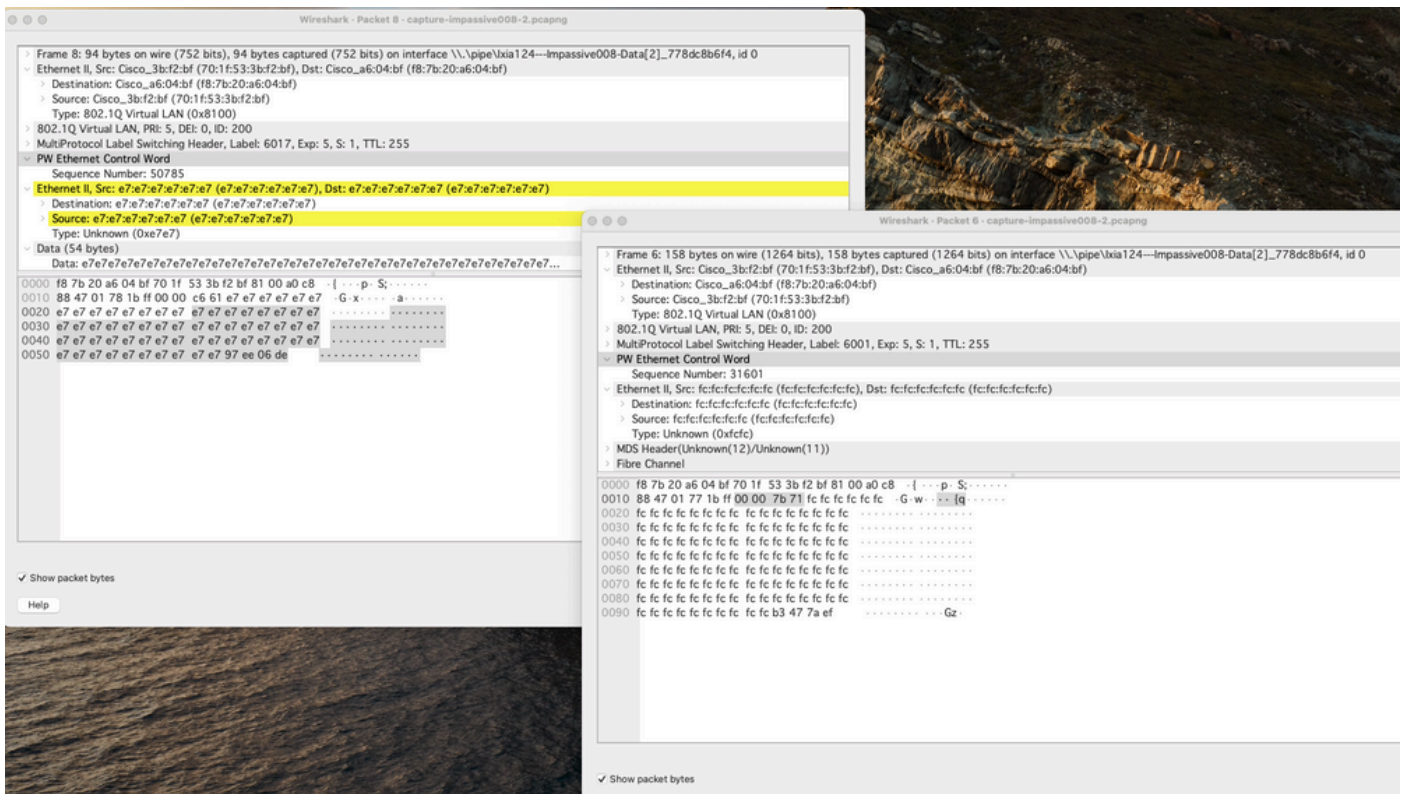 Wireshark · Packet 8 · capture-impassive008-2.pcapng
Frame 8: 94 bytes on wire (752 bits), 94 bytes captured (752 bits) on interface \\.\pipe\Ixia124---Impassive008-Data[2]_778dc8b6f4, id 0
Ethernet II, Src: Cisco_3b:f2:bf (70:1f:53:3b:f2:bf), Dst: Cisco_a6:04:bf (f8:7b:20:a6:04:bf)
Destination: Cisco_a6:04:bf (f8:7b:20:a6:04:bf)
Source: Cisco_3b:f2:bf (70:1f:53:3b:f2:bf)
Type: 802.1Q Virtual LAN (0x8100)
802.1Q Virtual LAN, PRI: 5, DEI: 0, ID: 200
MultiProtocol Label Switching Header, Label: 6017, Exp: 5, S: 1, TTL: 255
PW Ethernet Control Word
Sequence Number: 50785
Ethernet II, Src: e7:e7:e7:e7:e7:e7 (e7:e7:e7:e7:e7:e7), Dst: e7:e7:e7:e7:e7:e7 (e7:e7:e7:e7:e7:e7)
Destination: e7:e7:e7:e7:e7:e7 (e7:e7:e7:e7:e7:e7)
Source: e7:e7:e7:e7:e7:e7 (e7:e7:e7:e7:e7:e7)
Type: Unknown (0xe7e7)
Data (54 bytes)
Data: e7e7e7e7e7e7e7e7e7e7e7e7e7e7e7e7e7e7e7e7e7e7e7e7e7e7e7e7e7e7e7e7e7e7e7e7…
0000 f8 7b 20 a6 04 bf 70 1f 53 3b f2 bf 81 00 a0 c8 ·{ ···p· S;······
0010 88 47 01 78 1b ff 00 00 c6 61 e7 e7 e7 e7 e7 e7 ·G·x···· ·a······
0020 e7 e7 e7 e7 e7 e7 e7 e7 e7 e7 e7 e7 e7 e7 e7 e7 ········ ········
0030 e7 e7 e7 e7 e7 e7 e7 e7 e7 e7 e7 e7 e7 e7 e7 e7 ········ ········
0040 e7 e7 e7 e7 e7 e7 e7 e7 e7 e7 e7 e7 e7 e7 e7 e7 ········ ········
0050 e7 e7 e7 e7 e7 e7 e7 e7 e7 e7 97 ee 06 de ········ ······
Show packet bytes
Help
Wireshark · Packet 6 · capture-impassive008-2.pcapng
Frame 6: 158 bytes on wire (1264 bits), 158 bytes captured (1264 bits) on interface \\.\pipe\Ixia124---Impassive008-Data[2]_778dc8b6f4, id 0
Ethernet II, Src: Cisco_3b:f2:bf (70:1f:53:3b:f2:bf), Dst: Cisco_a6:04:bf (f8:7b:20:a6:04:bf)
Destination: Cisco_a6:04:bf (f8:7b:20:a6:04:bf)
Source: Cisco_3b:f2:bf (70:1f:53:3b:f2:bf)
Type: 802.1Q Virtual LAN (0x8100)
802.1Q Virtual LAN, PRI: 5, DEI: 0, ID: 200
MultiProtocol Label Switching Header, Label: 6001, Exp: 5, S: 1, TTL: 255
PW Ethernet Control Word
Sequence Number: 31601
Ethernet II, Src: fc:fc:fc:fc:fc:fc (fc:fc:fc:fc:fc:fc), Dst: fc:fc:fc:fc:fc:fc (fc:fc:fc:fc:fc:fc)
Destination: fc:fc:fc:fc:fc:fc (fc:fc:fc:fc:fc:fc)
Source: fc:fc:fc:fc:fc:fc (fc:fc:fc:fc:fc:fc)
Type: Unknown (0xfcfc)
MDS Header(Unknown(12)/Unknown(11))
Fibre Channel
0000 f8 7b 20 a6 04 bf 70 1f 53 3b f2 bf 81 00 a0 c8 ·{ ···p· S;······
0010 88 47 01 77 1b ff 00 00 7b 71 fc fc fc fc fc fc ·G·w···· {q······
0020 fc fc fc fc fc fc fc fc fc fc fc fc fc fc fc fc ········ ········
0030 fc fc fc fc fc fc fc fc fc fc fc fc fc fc fc fc ········ ········
0040 fc fc fc fc fc fc fc fc fc fc fc fc fc fc fc fc ········ ········
0050 fc fc fc fc fc fc fc fc fc fc fc fc fc fc fc fc ········ ········
0060 fc fc fc fc fc fc fc fc fc fc fc fc fc fc fc fc ········ ········
0070 fc fc fc fc fc fc fc fc fc fc fc fc fc fc fc fc ········ ········
0080 fc fc fc fc fc fc fc fc fc fc fc fc fc fc fc fc ········ ········
0090 fc fc fc fc fc fc fc fc fc fc b3 47 7a ef ········ ···Gz·
Show packet bytes